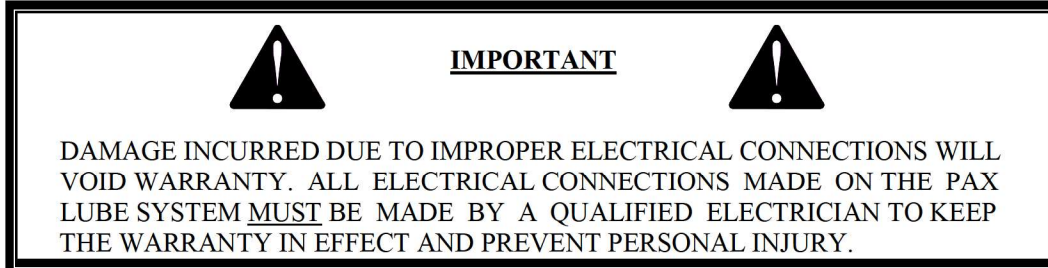 IMPORTANT
DAMAGE INCURRED DUE TO IMPROPER ELECTRICAL CONNECTIONS WILL
VOID WARRANTY. ALL ELECTRICAL CONNECTIONS MADE ON THE PAX
LUBE SYSTEM MUST BE MADE BY A QUALIFIED ELECTRICIAN TO KEEP
THE WARRANTY IN EFFECT AND PREVENT PERSONAL INJURY.